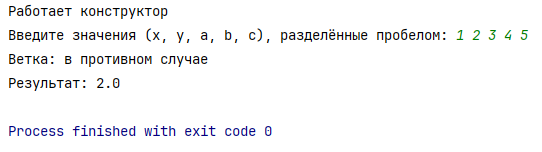 Работает конструктор
Введите значения (x, y, a, b, c), разделённые пробелом: 1 2 3 4 5
Ветка: в противном случае
Результат: 2.0
Process finished with exit code 0